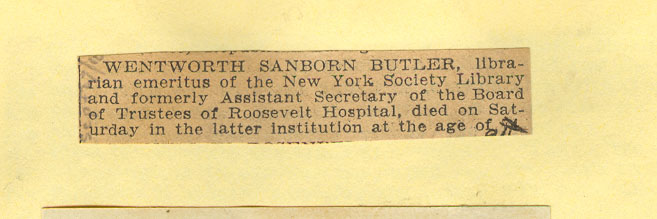 WENTWORTH SANBORN BUTLER, libra-
rian emeritus of the New York Society Library
and formerly Assistant Secretary of the Board
of Trustees of Roosevelt Hospital, died on Sat-
urday in the latter institution at the age of